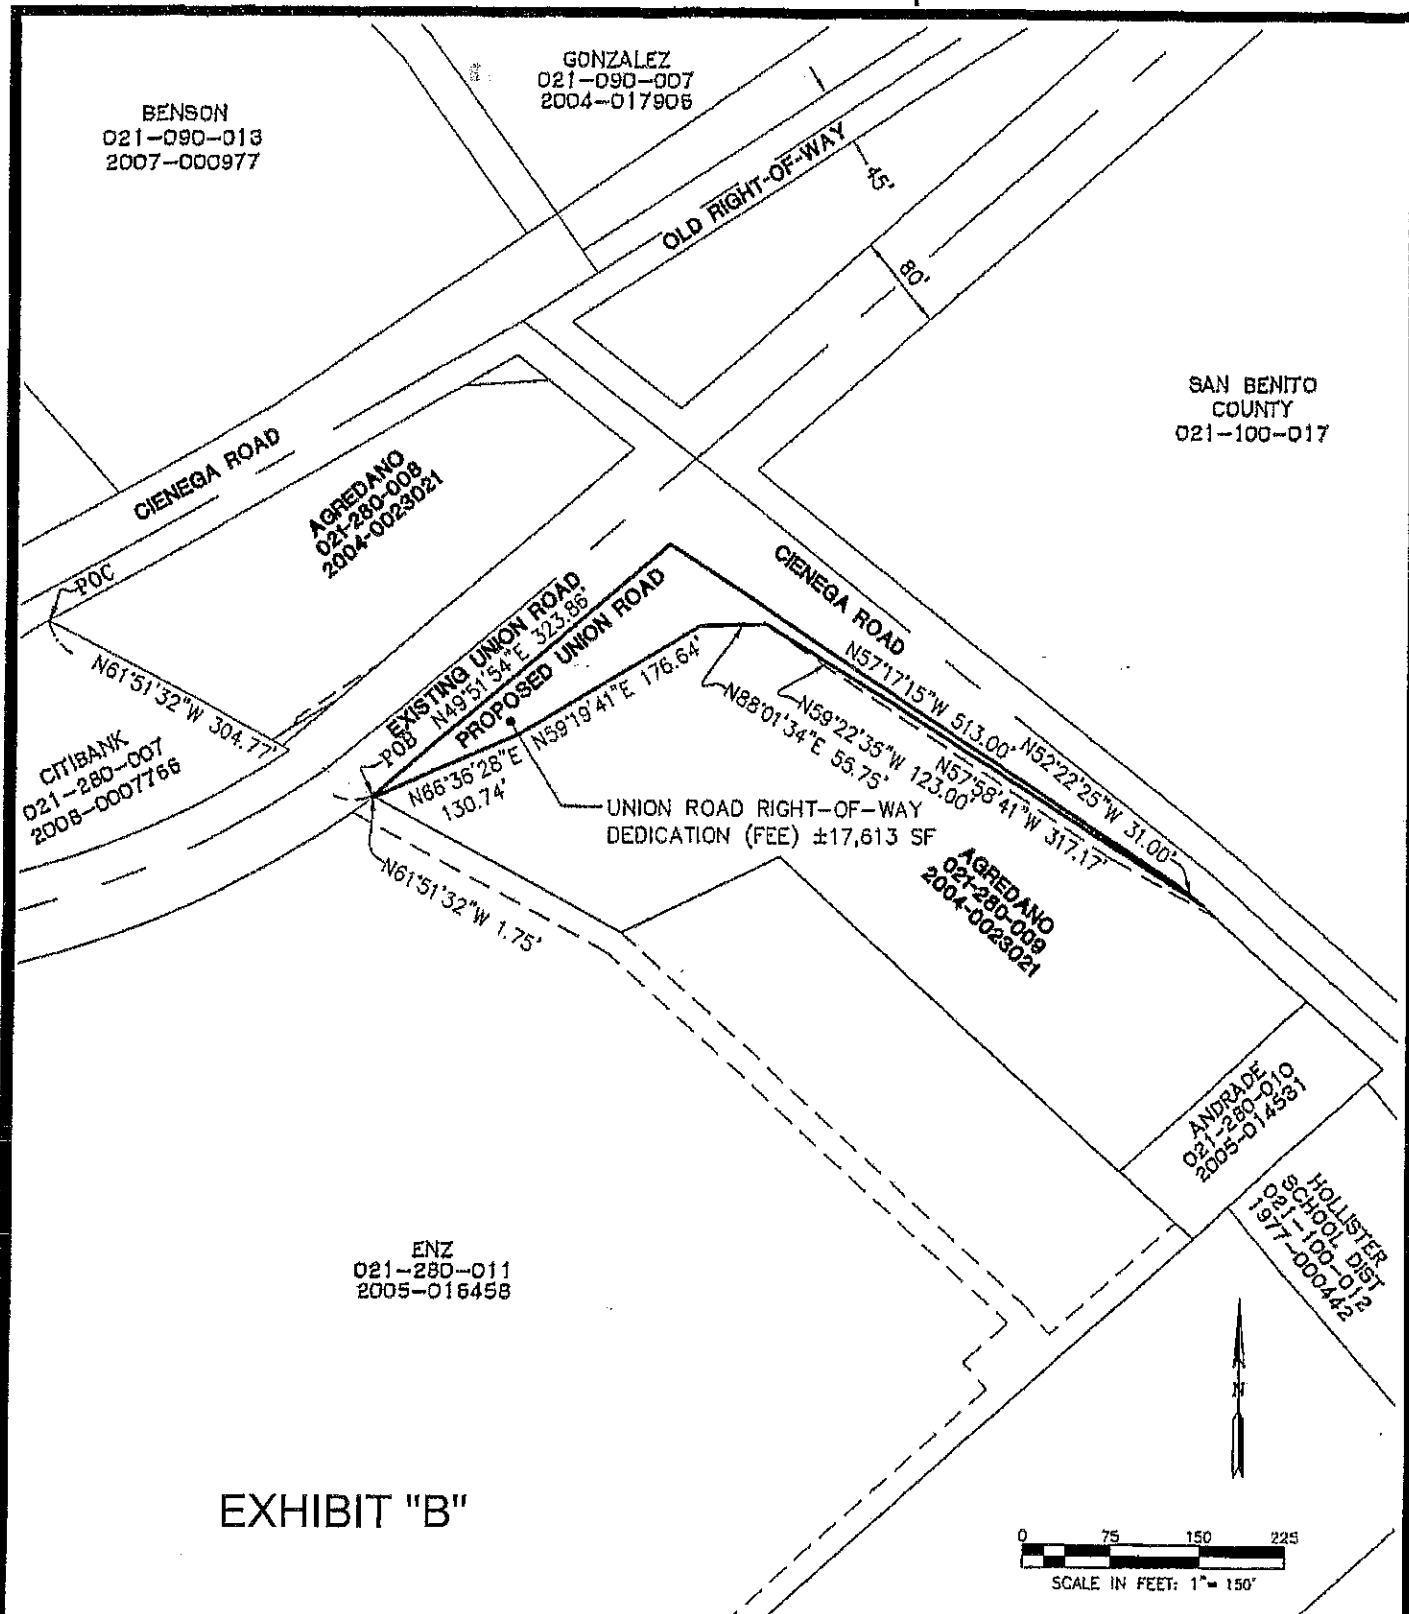 BENSON
021-090-013
2007-000977
GONZALEZ
021-090-007
2004-017906
OLD RIGHT-OF-WAY
45'
80'
SAN BENITO
COUNTY
021-100-017
CIENEGA ROAD
AGREDANO
021-280-008
2004-0023021
POC
N61°51'32"W 304.77'
CITIBANK
021-280-007
2008-0007766
EXISTING UNION ROAD
N49°51'54"E 323.86'
PROPOSED UNION ROAD
POB
N66°36'28"E
130.74'
N59°19'41"E 176.64'
CIENEGA ROAD
N57°17'15"W 513.00'
N52°22'25"W 31.00'
N59°22'35"W 123.00'
N88°01'34"E 55.75'
N57°58'41"W 317.17'
UNION ROAD RIGHT-OF-WAY
DEDICATION (FEE) ±17,613 SF
N61°51'32"W 1.75'
AGREDANO
021-280-009
2004-0023021
ANDRADE
021-280-010
2005-014531
HOLLISTER
SCHOOL DIST
021-100-012
1977-000442
ENZ
021-280-011
2005-016458
N
EXHIBIT "B"
0 75 150 225
SCALE IN FEET: 1"= 150'